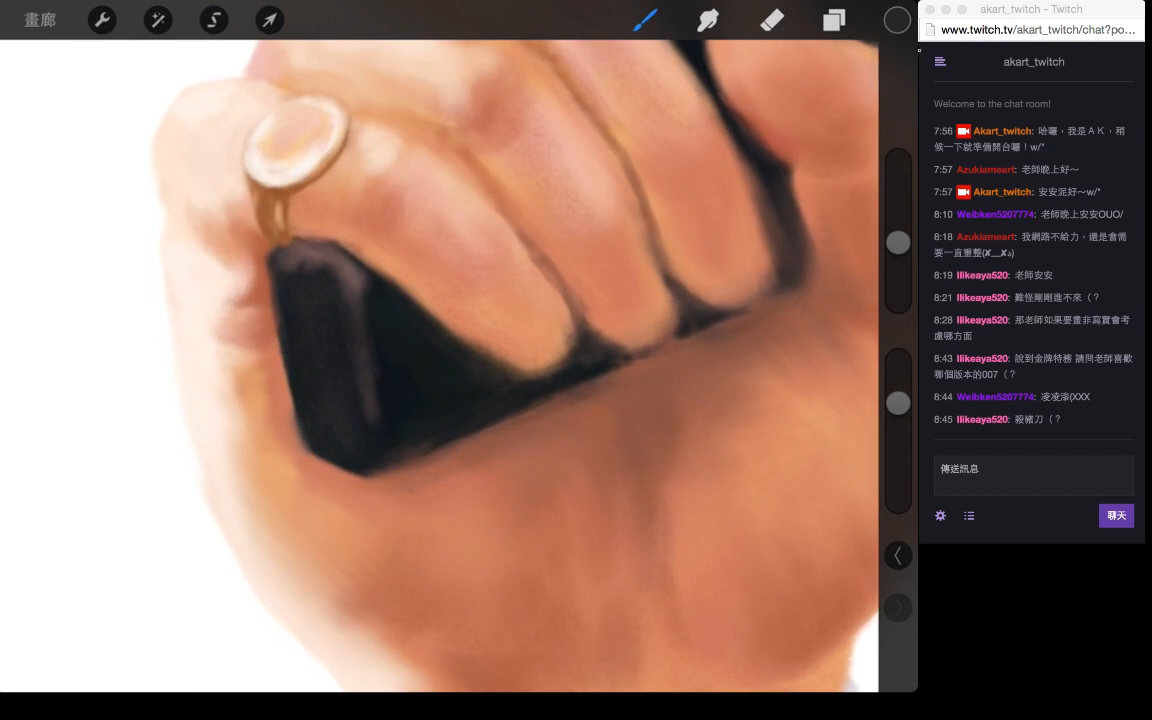 畫廊
akart_twitch - Twitch
www.twitch.tv/akart_twitch/chat?po...
akart_twitch
Welcome to the chat room!
7:56 Akart_twitch: 哈囉，我是ＡＫ，稍
候一下就準備開台囉！w/"
7:57 Azukiameart: 老師晚上好～
7:57 Akart_twitch: 安安泥好～w/"
8:10 Weibken5207774: 老師晚上安安OUO/
8:18 Azukiameart: 我網路不給力，還是會需
要一直重整(✘﹏✘ა)
8:19 Ilikeaya520: 老師安安
8:21 Ilikeaya520: 難怪剛剛進不來（？
8:28 Ilikeaya520: 那老師如果要畫非寫實會考
慮哪方面
8:43 Ilikeaya520: 說到金牌特務 請問老師喜歡
哪個版本的007（？
8:44 Weibken5207774: 凌凌漆(XXX
8:45 Ilikeaya520: 殺豬刀（？
傳送訊息
聊天